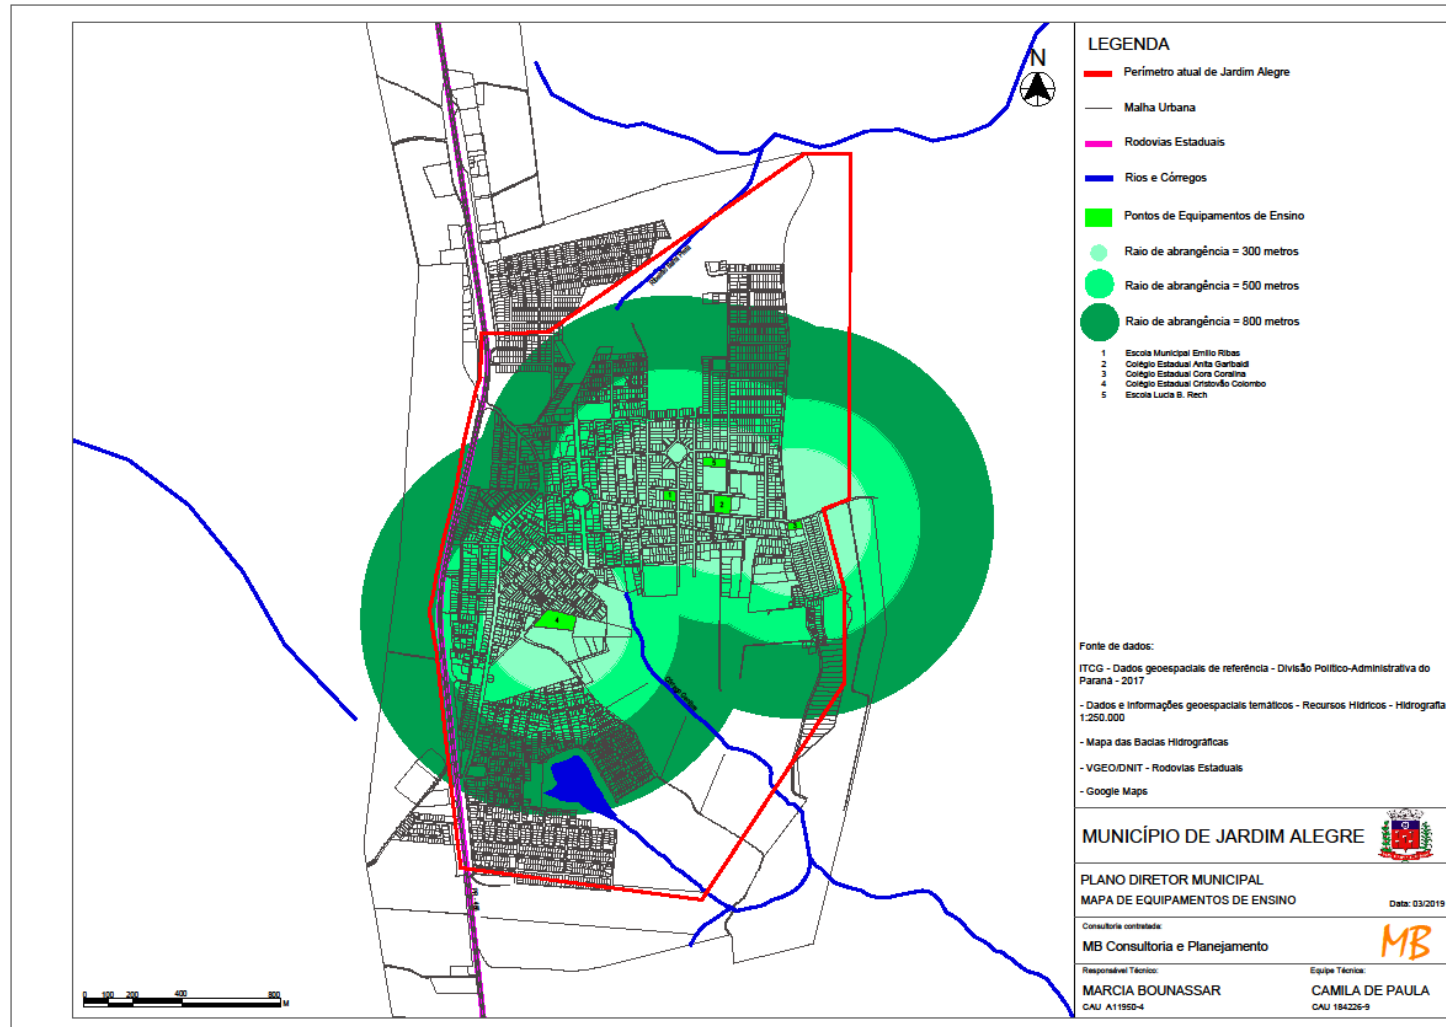 N
LEGENDA
Perímetro atual de Jardim Alegre
Malha Urbana
Rodovias Estaduais
Rios e Córregos
Pontos de Equipamentos de Ensino
Raio de abrangência = 300 metros
Raio de abrangência = 500 metros
Raio de abrangência = 800 metros
1 Escola Municipal Emílio Ribas
2 Colégio Estadual Anita Garibaldi
3 Colégio Estadual Cora Coralina
4 Colégio Estadual Cristovão Colombo
5 Escola Lucia B. Rech
3
1
2
4
Fonte de dados:
ITCG - Dados geoespaciais de referência - Divisão Político-Administrativa do
Paraná - 2017
- Dados e informações geoespaciais temáticos - Recursos Hídricos - Hidrografia
1:250.000
- Mapa das Bacias Hidrográficas
- VGEO/DNIT - Rodovias Estaduais
- Google Maps
MUNICÍPIO DE JARDIM ALEGRE
PLANO DIRETOR MUNICIPAL
MAPA DE EQUIPAMENTOS DE ENSINO
Data: 03/2019
Consultoria contratada:
MB Consultoria e Planejamento
MB
Responsável Técnico:
MARCIA BOUNASSAR
CAU A11950-4
Equipe Técnica:
CAMILA DE PAULA
CAU 184226-9
0 100 200 400 800
M